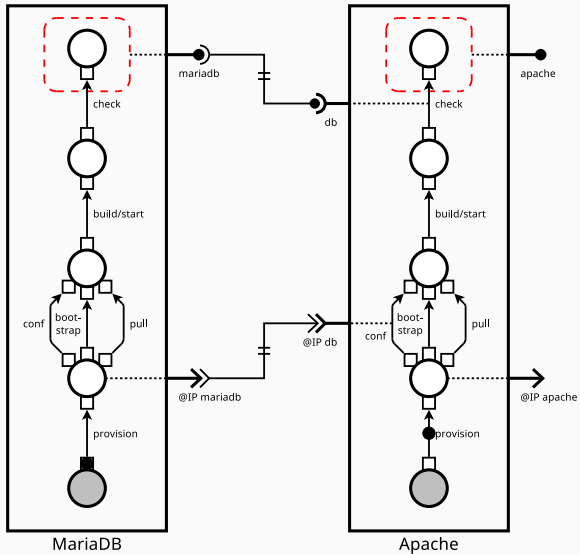 mariadb
apache
check
db
check
build/start
build/start
conf
boot-
strap
pull
@IP db
conf
boot-
strap
pull
@IP mariadb
@IP apache
provision
provision
MariaDB
Apache